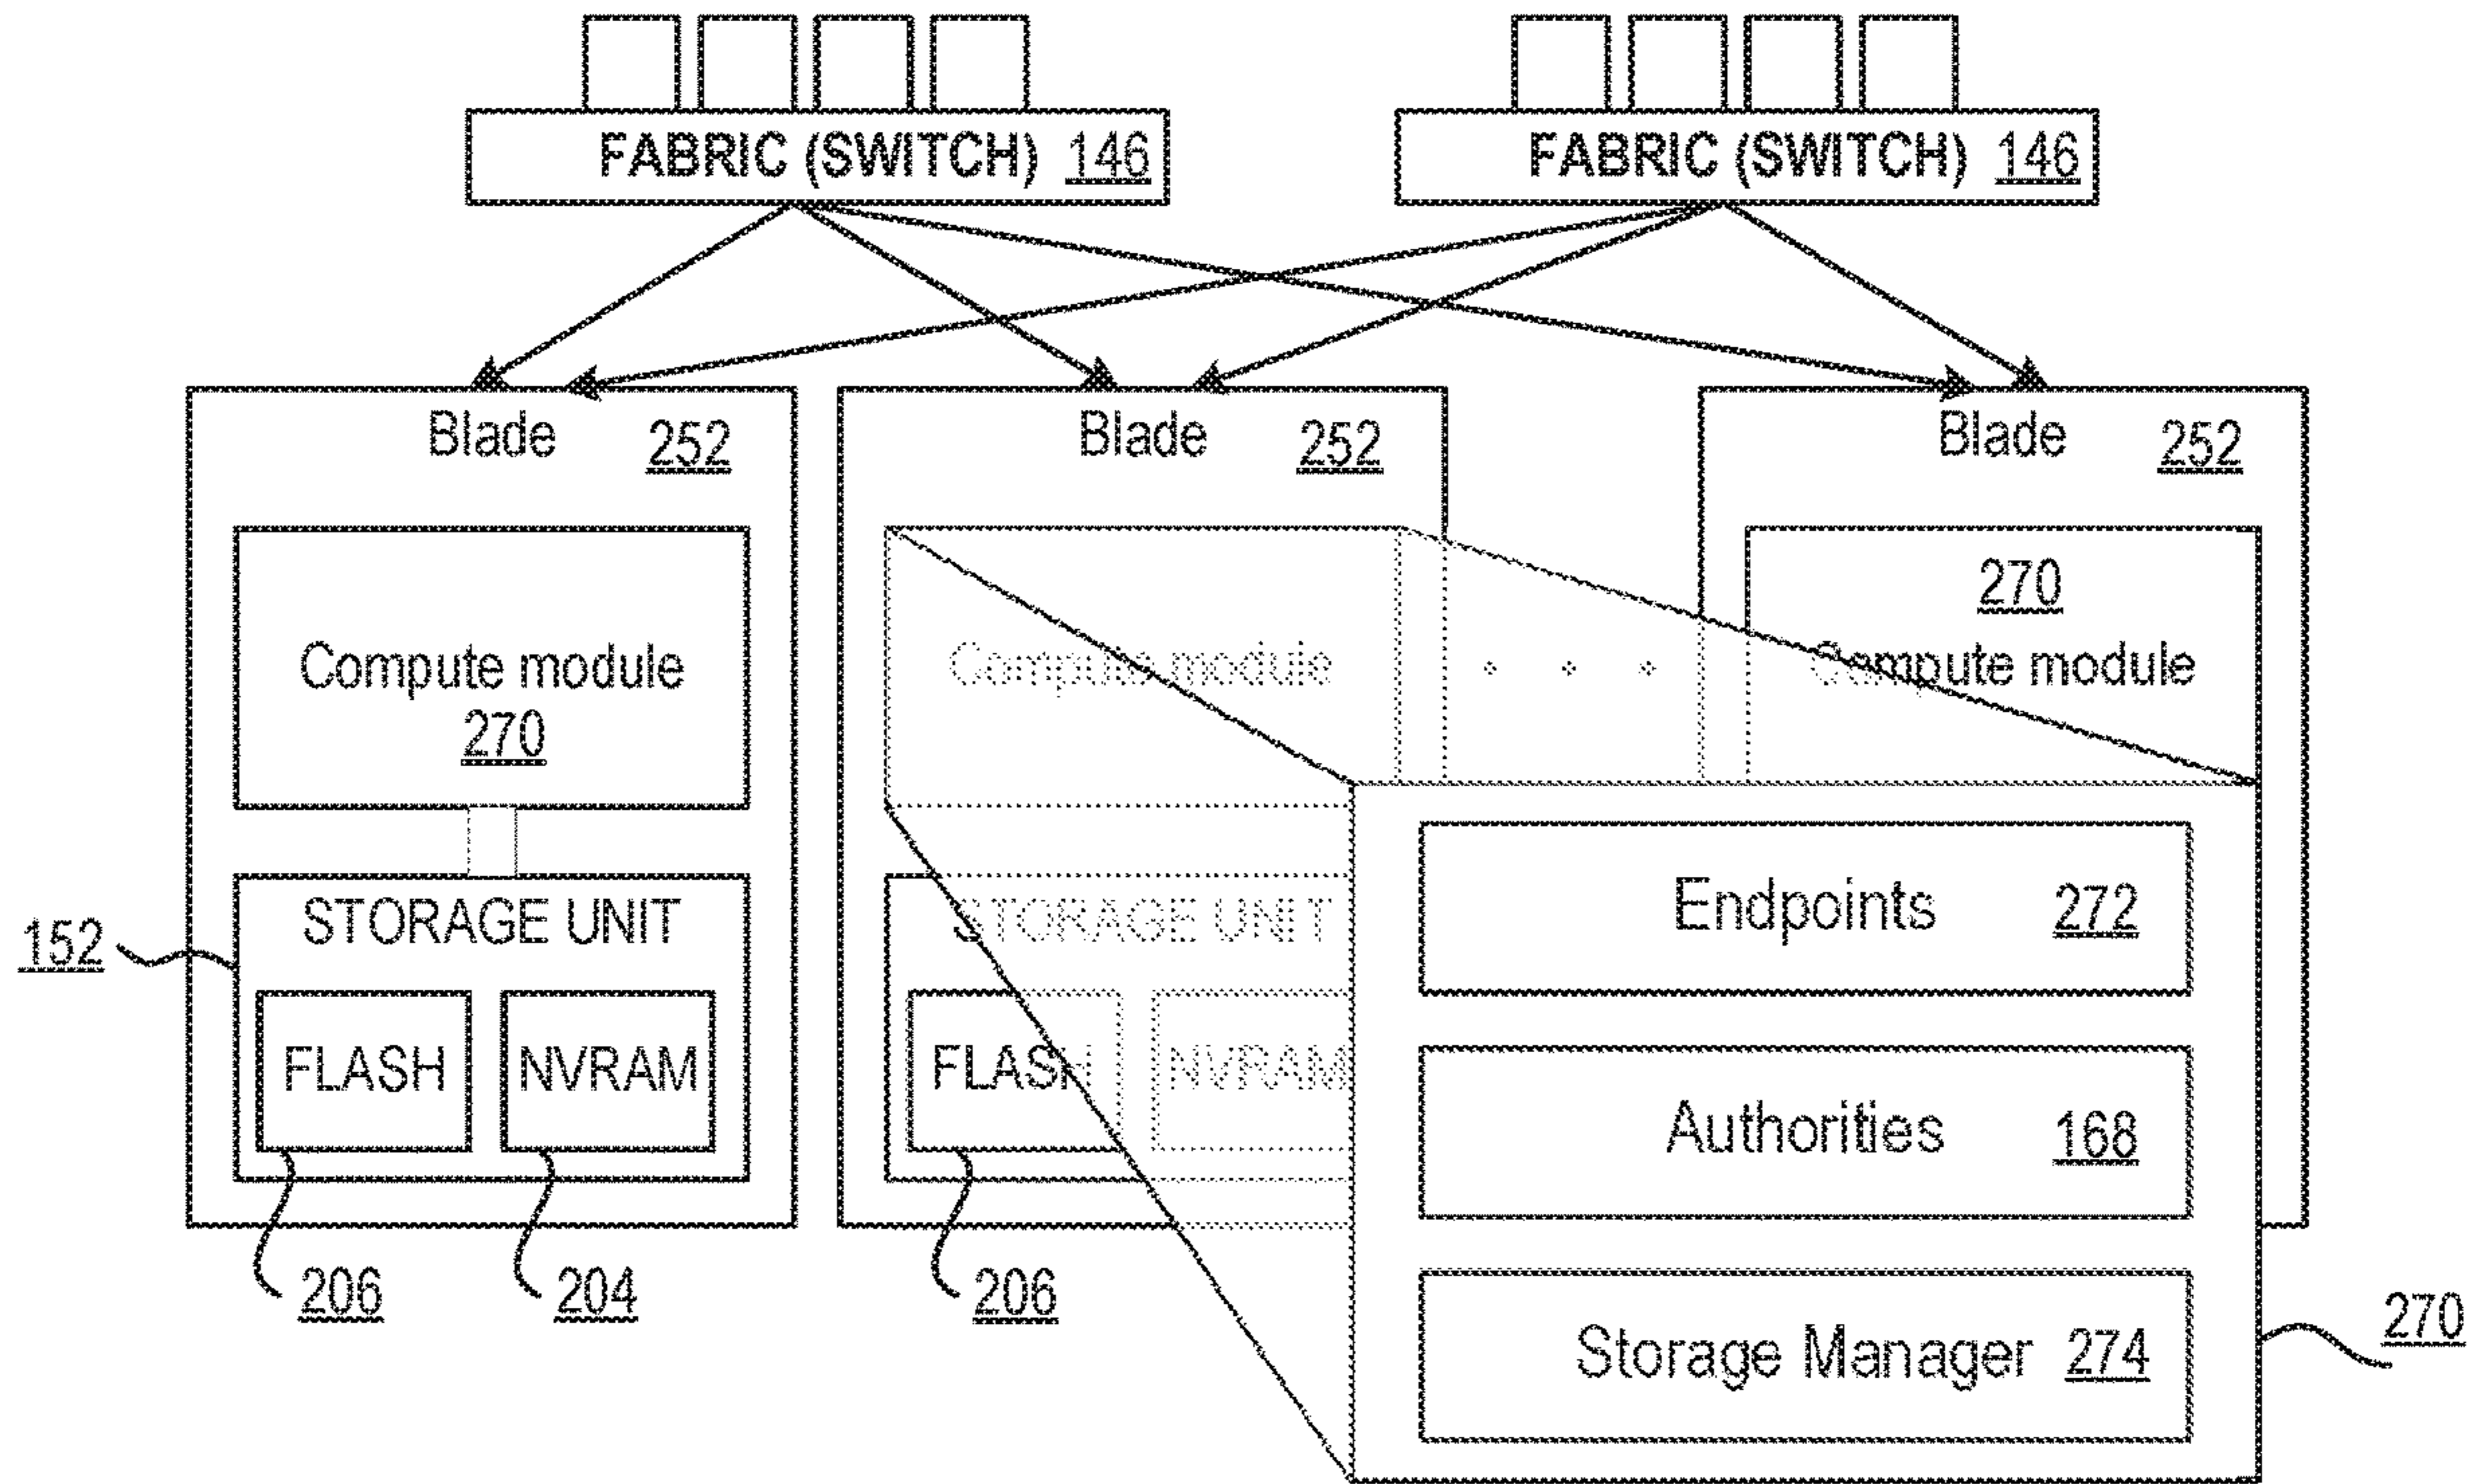 FABRIC (SWITCH) 146
FABRIC (SWITCH) 146
Blade 252
Blade 252
Blade 252
Compute module
270
Compute module
270
Compute module
152
STORAGE UNIT
FLASH
NVRAM
206
204
STORAGE UNIT
FLASH
NVRAM
206
Endpoints 272
Authorities 168
Storage Manager 274
270